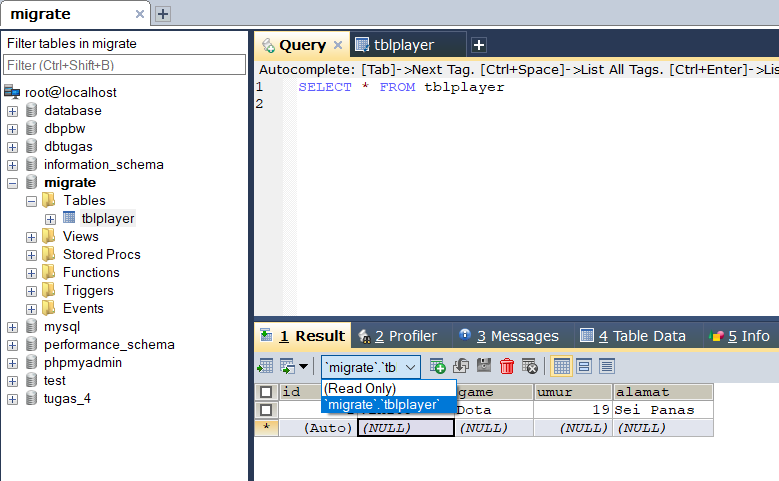 migrate
Filter tables in migrate
Filter (Ctrl+Shift+B)
root@localhost
database
dbpbw
dbtugas
information_schema
migrate
Tables
tblplayer
Views
Stored Procs
Functions
Triggers
Events
mysql
performance_schema
phpmyadmin
test
tugas_4
Query tblplayer
Autocomplete: [Tab]->Next Tag. [Ctrl+Space]->List All Tags. [Ctrl+Enter]->Lis
1 SELECT * FROM tblplayer
2
1 Result 2 Profiler 3 Messages 4 Table Data 5 Info
`migrate`.`tb
(Read Only)
`migrate`.`tblplayer`
id game umur alamat
Dota 19 Sei Panas
* (Auto) (NULL) (NULL) (NULL) (NULL)